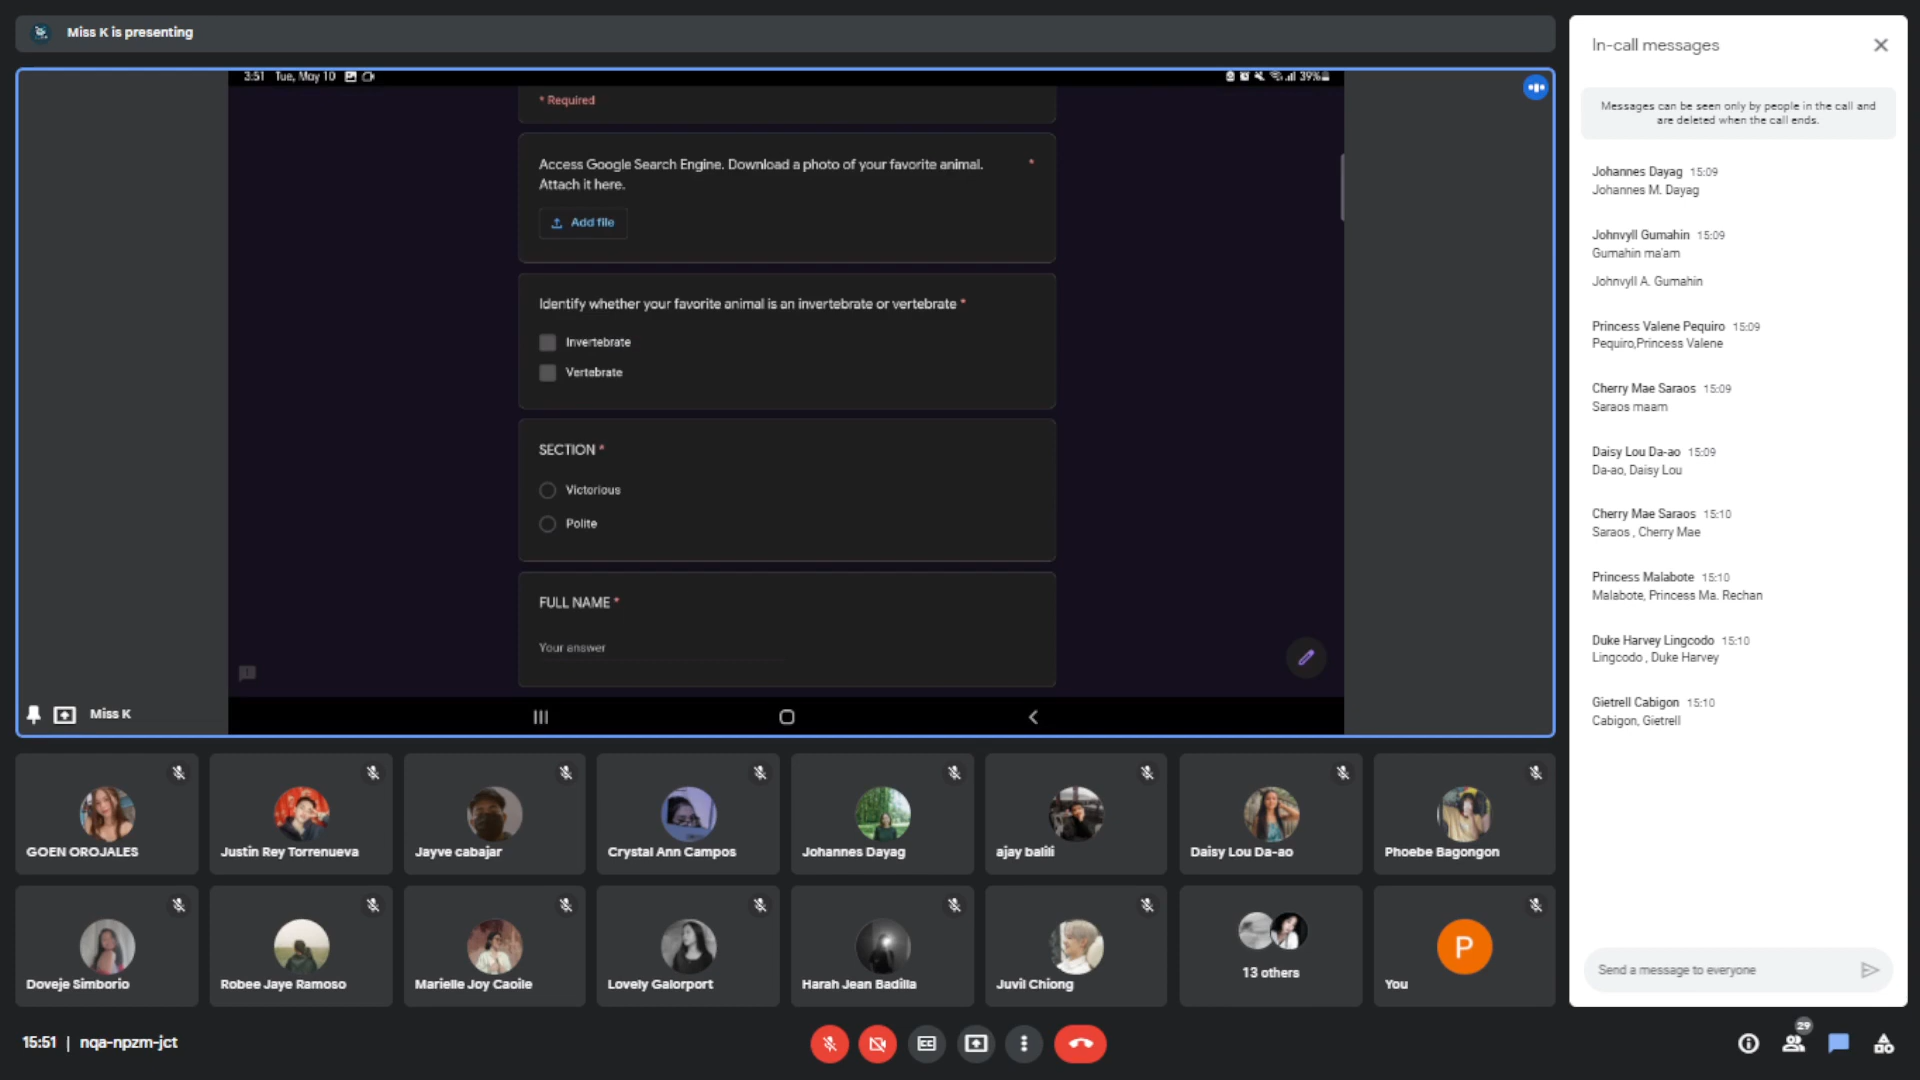 Miss K is presenting
3:51 Tue, May 10
39%
* Required
Access Google Search Engine. Download a photo of your favorite animal. *
Attach it here.
Add file
Identify whether your favorite animal is an invertebrate or vertebrate *
Invertebrate
Vertebrate
SECTION *
Victorious
Polite
FULL NAME *
Your answer
Miss K
GOEN OROJALES
Justin Rey Torrenueva
Jayve cabajar
Crystal Ann Campos
Johannes Dayag
ajay balili
Daisy Lou Da-ao
Phoebe Bagongon
Doveje Simborio
Robee Jaye Ramoso
Marielle Joy Caoile
Lovely Galorport
Harah Jean Badilla
Juvil Chiong
13 others
P
You
15:51 | nqa-npzm-jct
CC
In-call messages
Messages can be seen only by people in the call and
are deleted when the call ends.
Johannes Dayag 15:09
Johannes M. Dayag
Johnvyll Gumahin 15:09
Gumahin ma'am
Johnvyll A. Gumahin
Princess Valene Pequiro 15:09
Pequiro,Princess Valene
Cherry Mae Saraos 15:09
Saraos maam
Daisy Lou Da-ao 15:09
Da-ao, Daisy Lou
Cherry Mae Saraos 15:10
Saraos , Cherry Mae
Princess Malabote 15:10
Malabote, Princess Ma. Rechan
Duke Harvey Lingcodo 15:10
Lingcodo , Duke Harvey
Gietrell Cabigon 15:10
Cabigon, Gietrell
Send a message to everyone
29